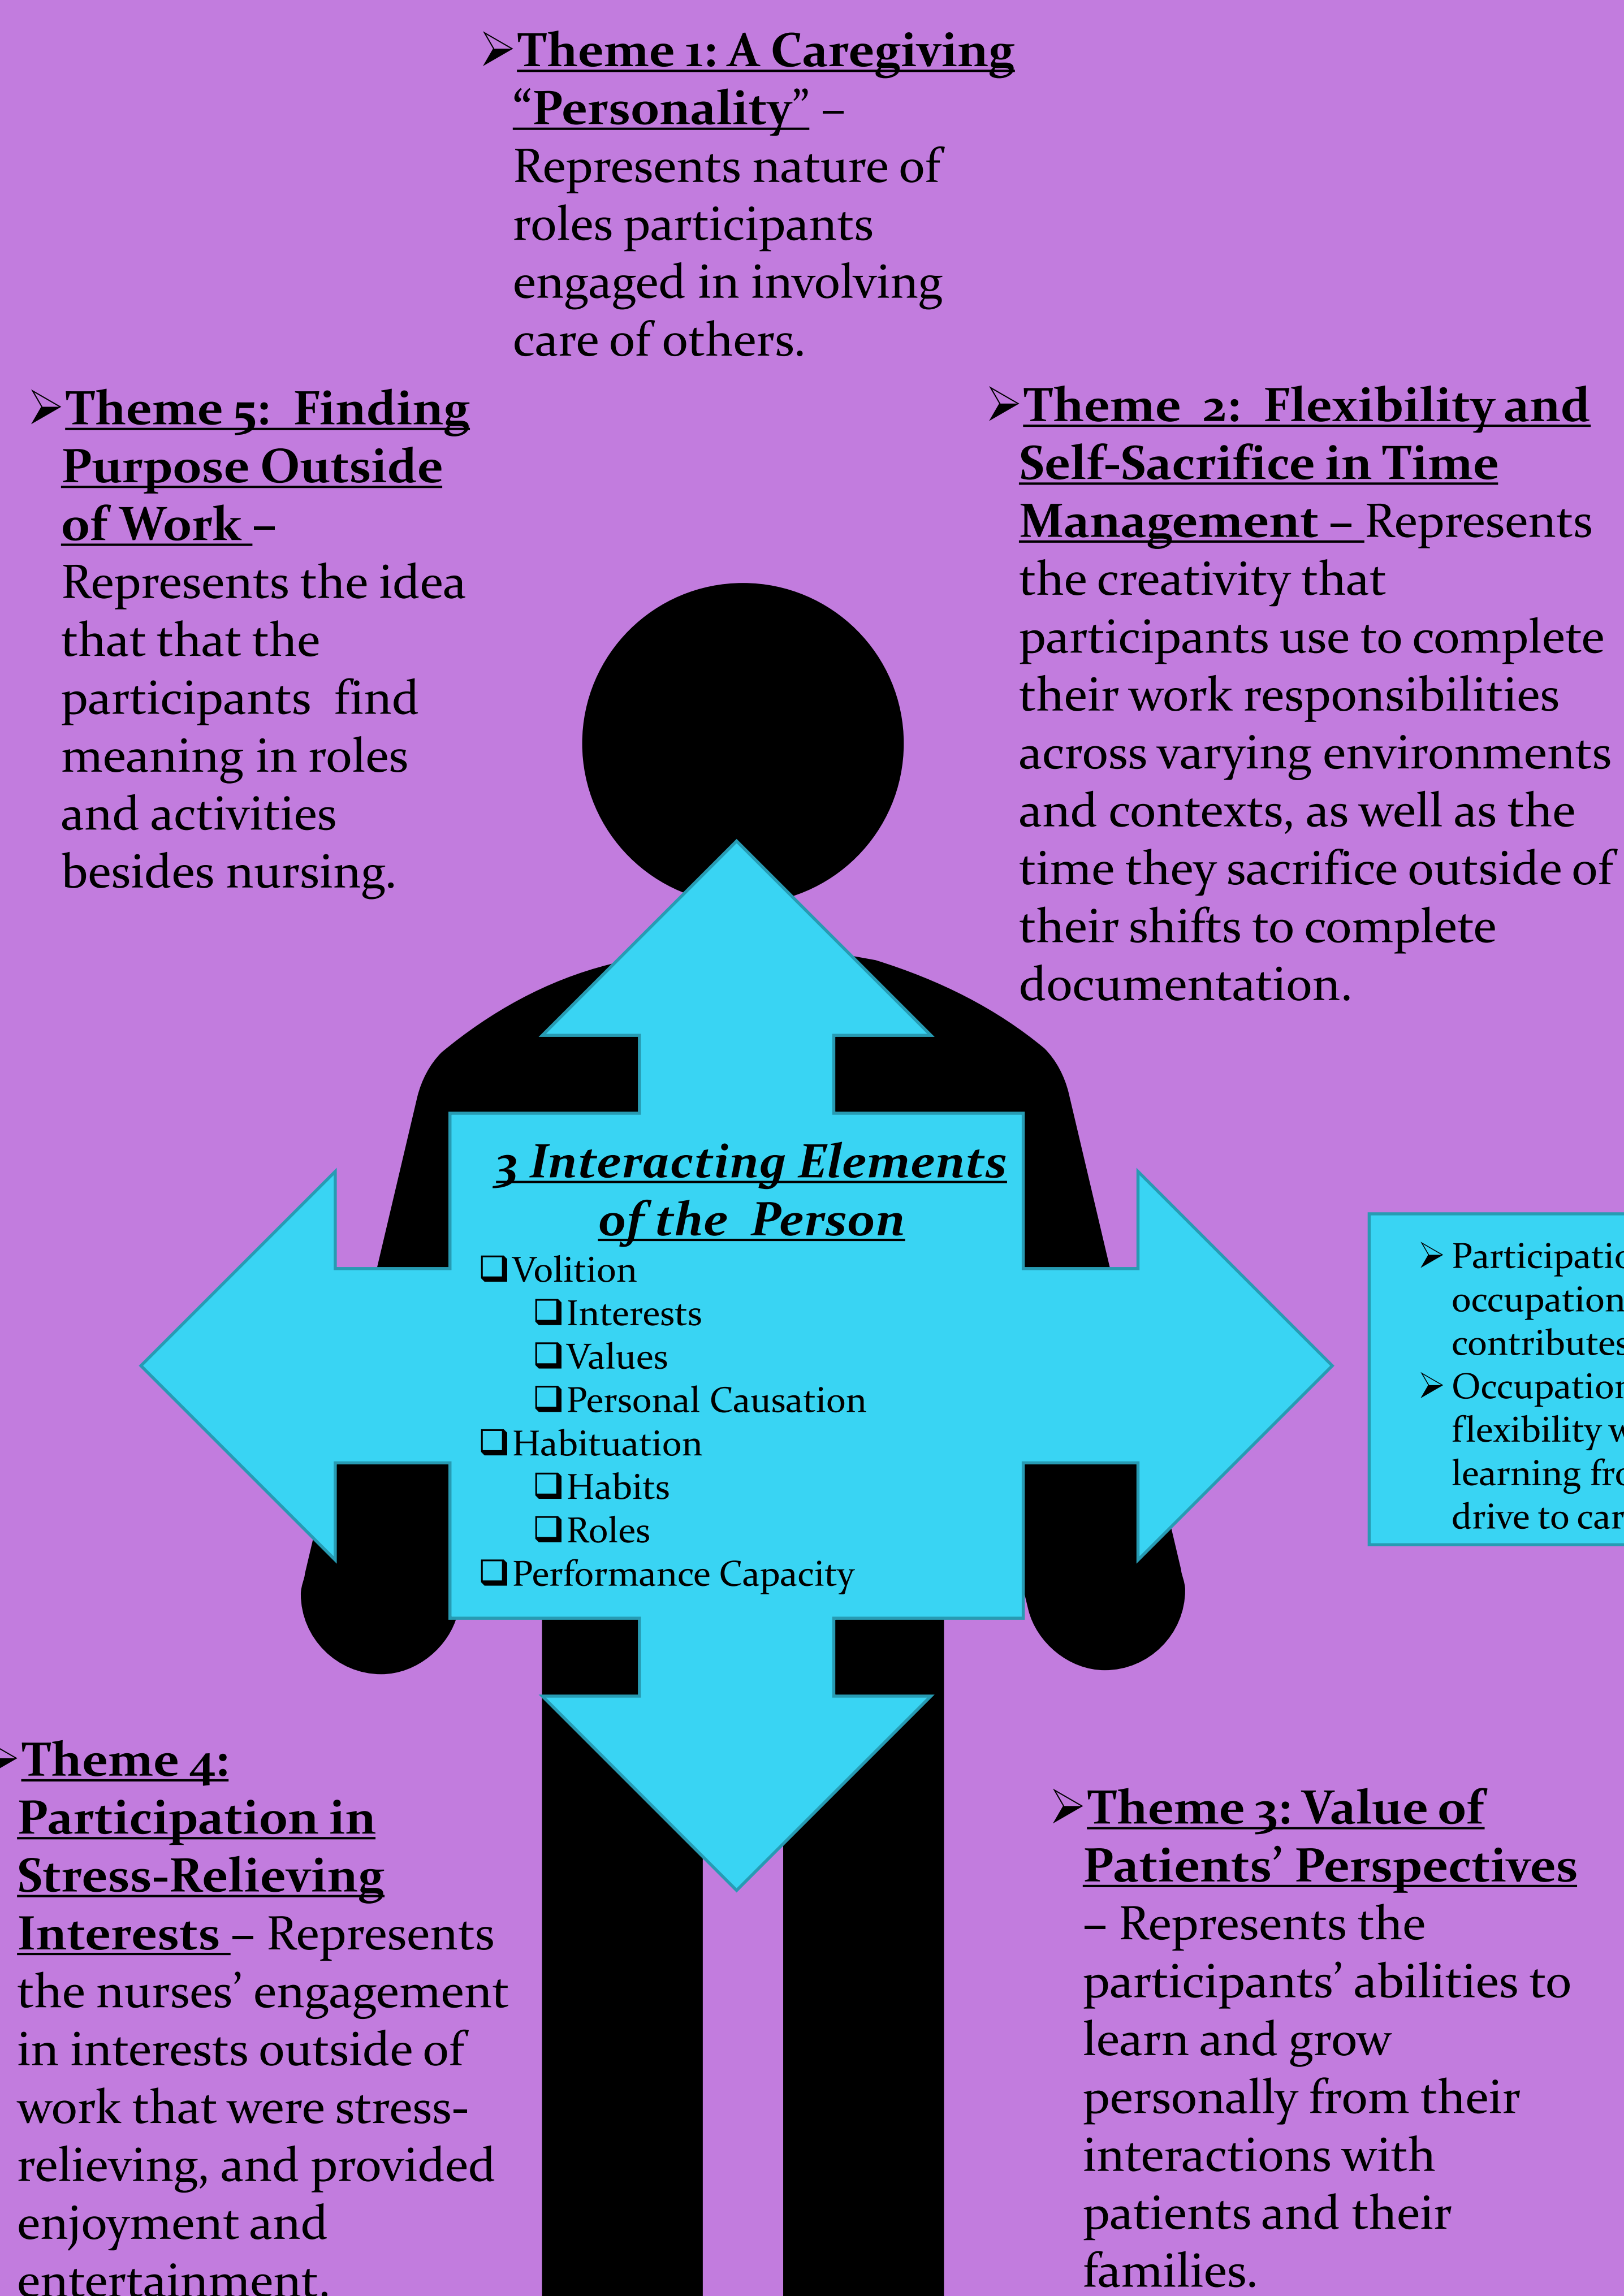 ➢Theme 1: A Caregiving
“Personality” –
Represents nature of
roles participants
engaged in involving
care of others.
➢Theme 5:  Finding
Purpose Outside
of Work –
Represents the idea
that that the
participants  find
meaning in roles
and activities
besides nursing.
➢Theme  2:  Flexibility and
Self-Sacrifice in Time
Management – Represents
the creativity that
participants use to complete
their work responsibilities
across varying environments
and contexts, as well as the
time they sacrifice outside of
their shifts to complete
documentation.
3 Interacting Elements
of the  Person
❑Volition
❑Interests
❑Values
❑Personal Causation
❑Habituation
❑Habits
❑Roles
❑Performance Capacity
➢
occupation
contributes
➢
flexibility
learning
drive to
➢Theme 4:
Participation in
Stress-Relieving
Interests – Represents
the nurses’ engagement
in interests outside of
work that were stress-
relieving, and provided
enjoyment and
entertainment.
➢Theme 3: Value of
Patients’ Perspectives
– Represents the
participants’ abilities to
learn and grow
personally from their
interactions with
patients and their
families.